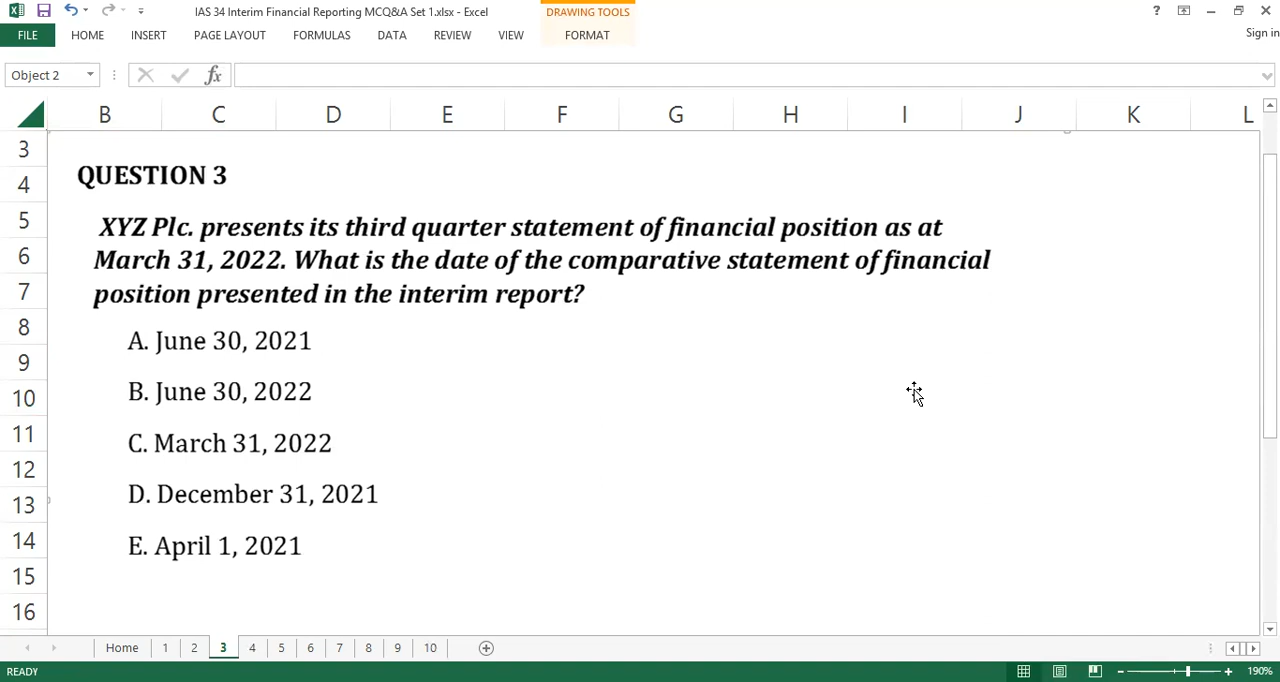 IAS 34 Interim Financial Reporting MCQ&A Set 1.xlsx - Excel
DRAWING TOOLS
?
FILE HOME INSERT PAGE LAYOUT FORMULAS DATA REVIEW VIEW FORMAT
Sign in
Object 2
fx
B C D E F G H I J K L
3
4
5
6
7
8
9
10
11
12
13
14
15
16
QUESTION 3
XYZ Plc. presents its third quarter statement of financial position as at
March 31, 2022. What is the date of the comparative statement of financial
position presented in the interim report?
A. June 30, 2021
B. June 30, 2022
C. March 31, 2022
D. December 31, 2021
E. April 1, 2021
Home 1 2 3 4 5 6 7 8 9 10
READY
190%